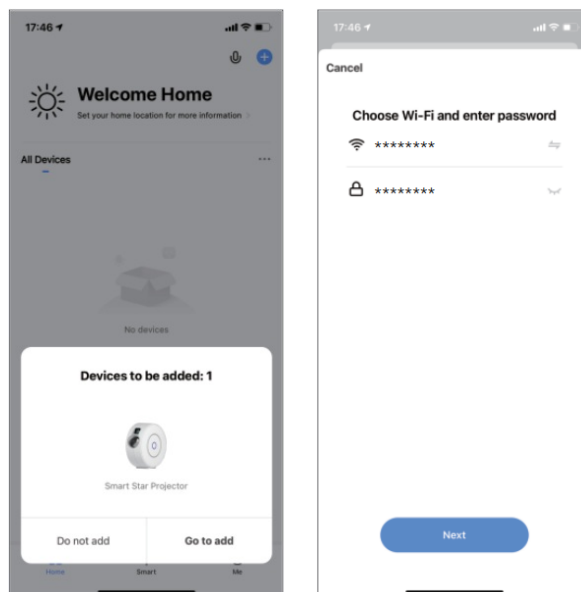 17:46
Welcome Home
Set your home location for more information >
All Devices
...
No devices
Devices to be added: 1
Smart Star Projector
Do not add
Go to add
Home
Smart
Me
17:46
Cancel
Choose Wi-Fi and enter password
********
********
Next